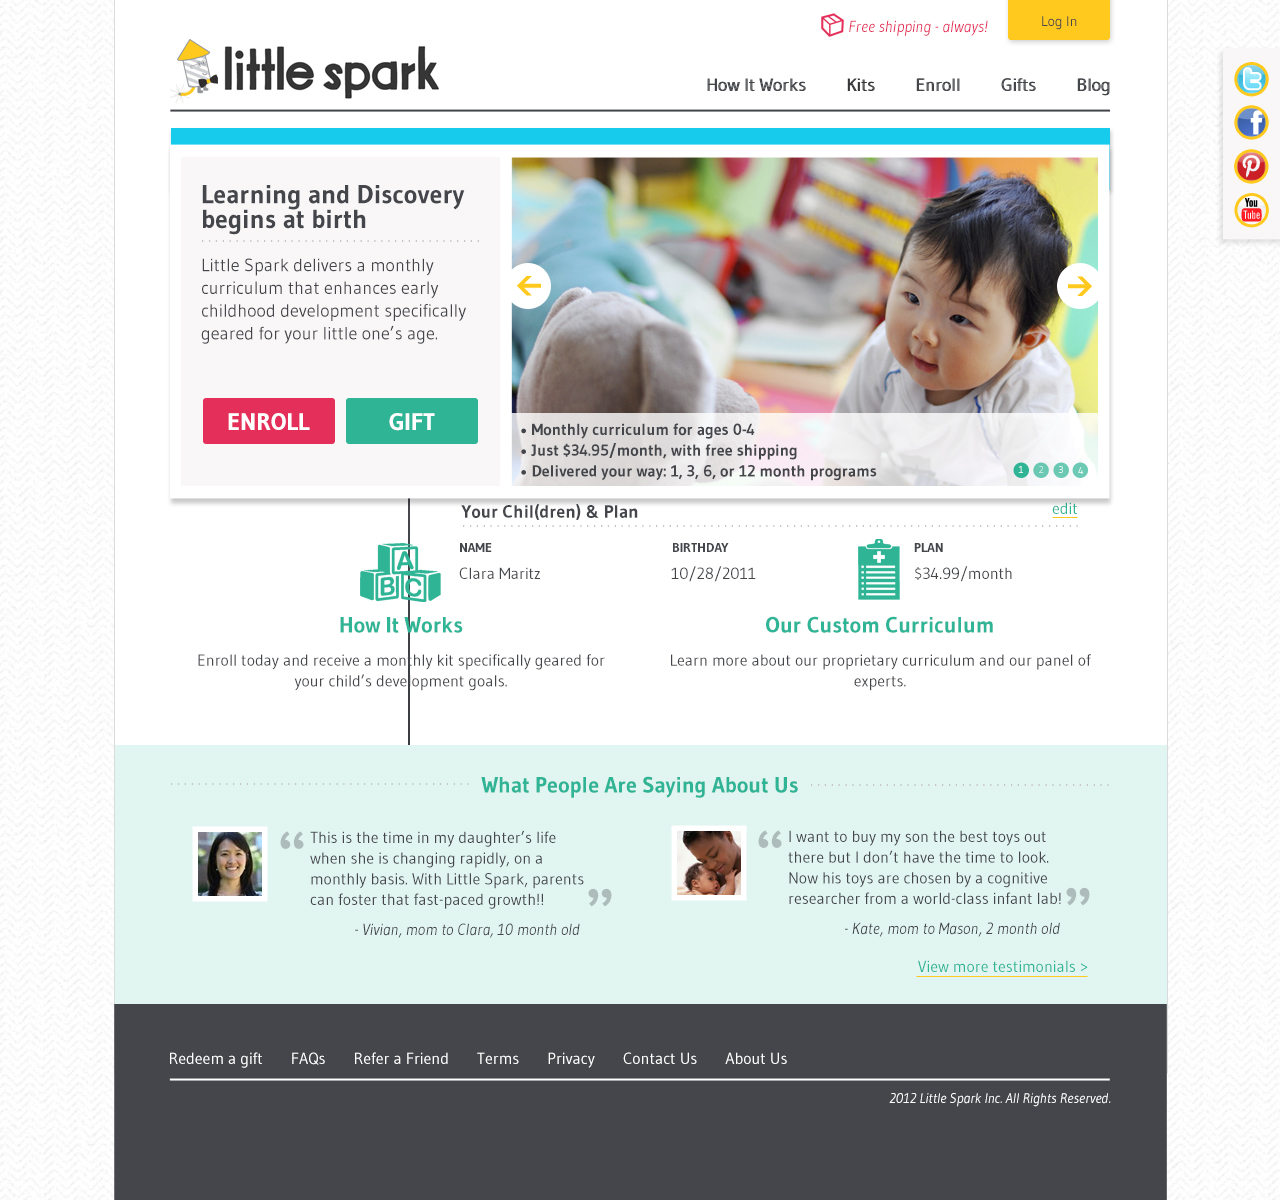 Free shipping - always!
Log In
little spark
How It Works Kits Enroll Gifts Blog
You
Tube
Learning and Discovery
begins at birth
Little Spark delivers a monthly
curriculum that enhances early
childhood development specifically
geared for your little one’s age.
ENROLL GIFT
• Monthly curriculum for ages 0-4
• Just $34.95/month, with free shipping
• Delivered your way: 1, 3, 6, or 12 month programs
1 2 3 4
Your Chil(dren) & Plan
edit
NAME BIRTHDAY PLAN
Clara Maritz 10/28/2011 $34.99/month
A
B C
How It Works
Enroll today and receive a monthly kit specifically geared for
your child’s development goals.
Our Custom Curriculum
Learn more about our proprietary curriculum and our panel of
experts.
What People Are Saying About Us
“ This is the time in my daughter’s life
when she is changing rapidly, on a
monthly basis. With Little Spark, parents
can foster that fast-paced growth!! ”
- Vivian, mom to Clara, 10 month old
“ I want to buy my son the best toys out
there but I don’t have the time to look.
Now his toys are chosen by a cognitive
researcher from a world-class infant lab! ”
- Kate, mom to Mason, 2 month old
View more testimonials >
Redeem a gift FAQs Refer a Friend Terms Privacy Contact Us About Us
2012 Little Spark Inc. All Rights Reserved.